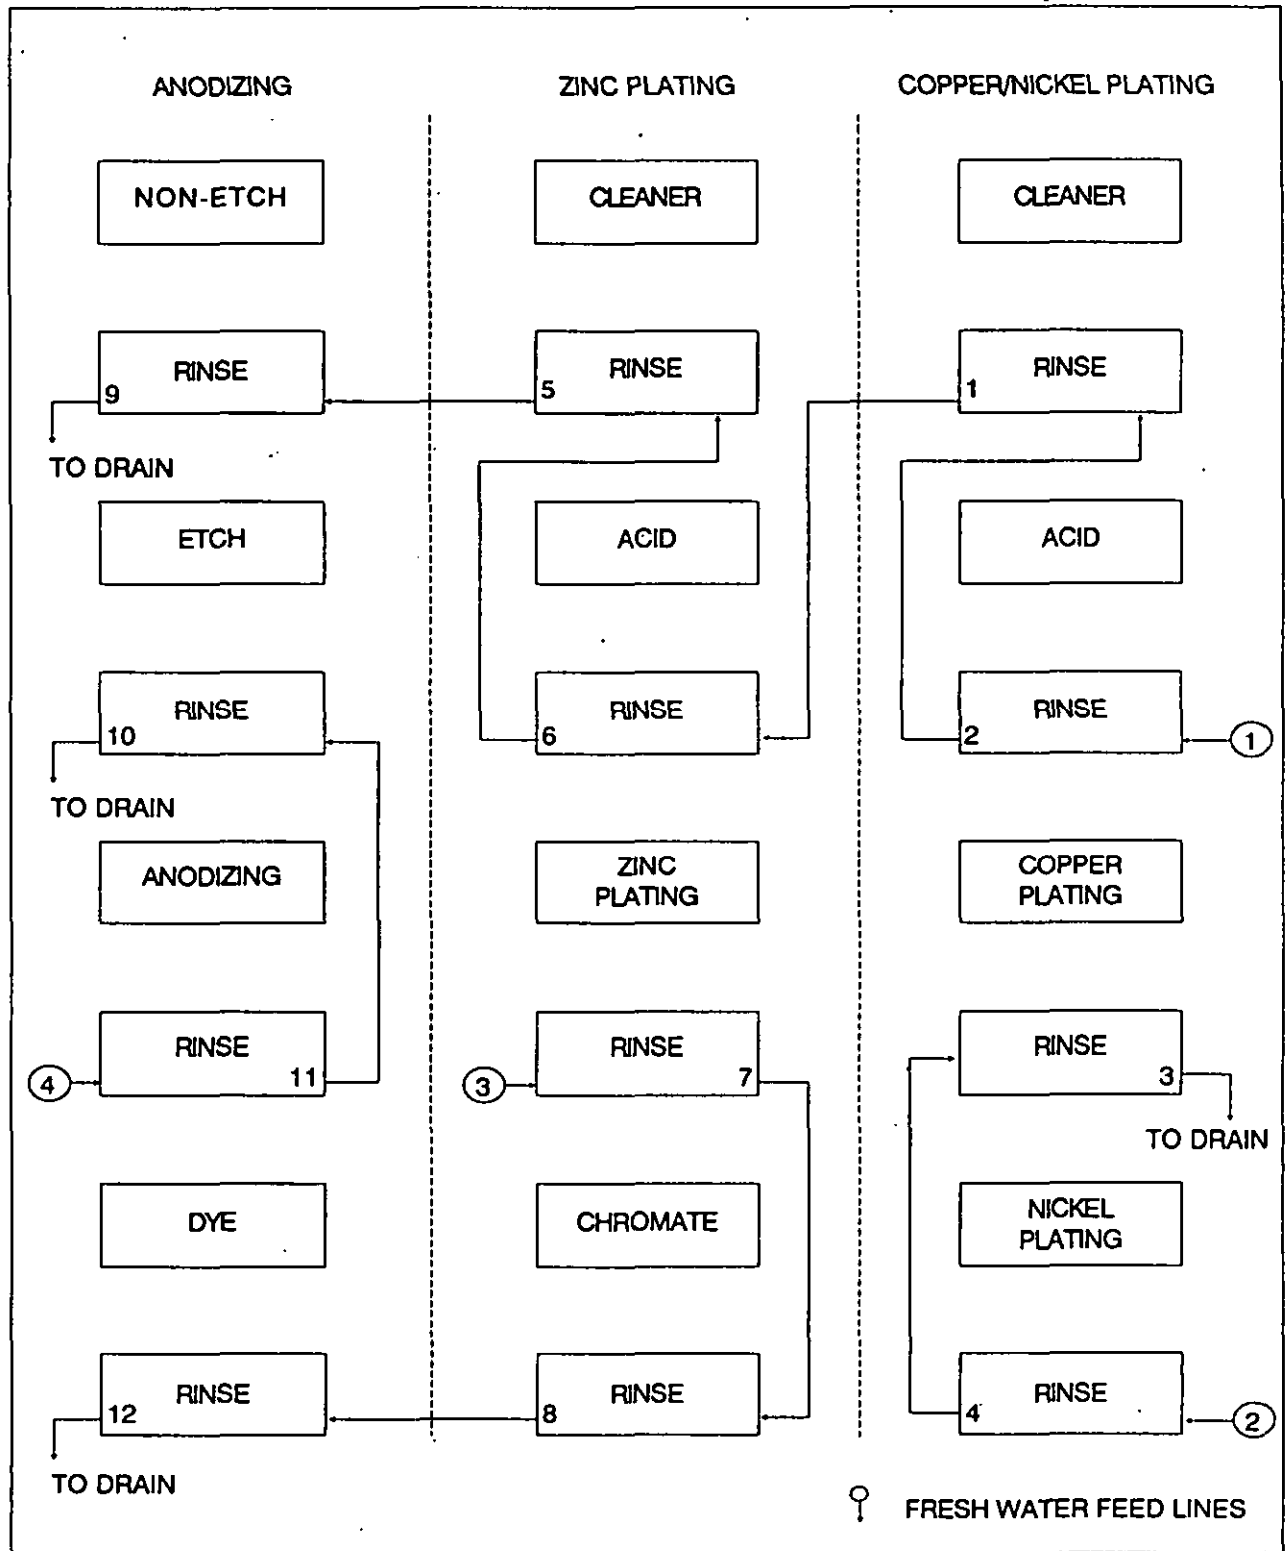 ANODIZING
ZINC PLATING
COPPER/NICKEL PLATING
NON-ETCH
CLEANER
CLEANER
RINSE
9
RINSE
5
RINSE
1
TO DRAIN
ETCH
ACID
ACID
RINSE
10
RINSE
6
RINSE
2
1
TO DRAIN
ANODIZING
ZINC
PLATING
COPPER
PLATING
4
RINSE
11
3
RINSE
7
RINSE
3
TO DRAIN
DYE
CHROMATE
NICKEL
PLATING
RINSE
12
RINSE
8
RINSE
4
2
TO DRAIN
FRESH WATER FEED LINES